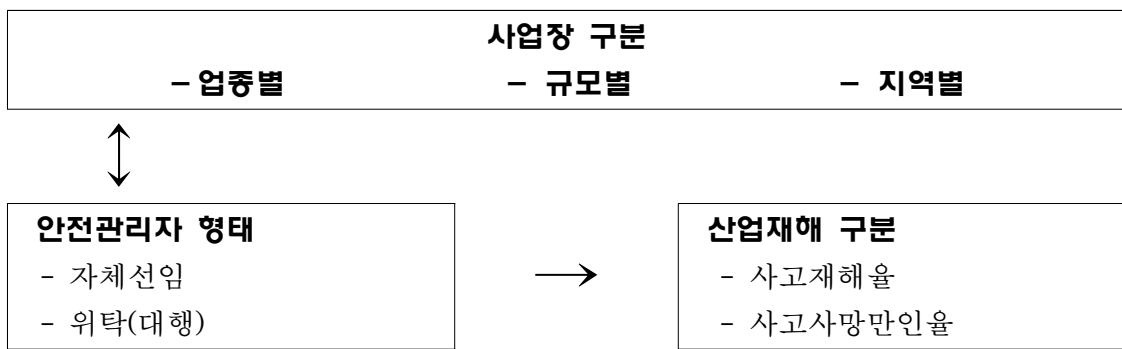 사업장 구분
– 업종별 – 규모별 – 지역별
안전관리자 형태
- 자체선임
- 위탁(대행)
산업재해 구분
- 사고재해율
- 사고사망만인율